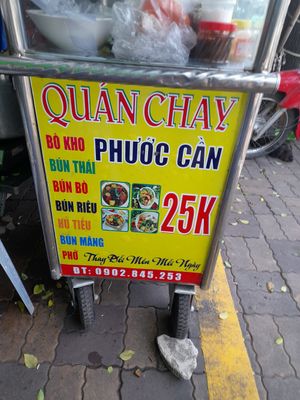 QUÁN CHAY
PHƯỚC CẦN
BÒ KHO
BÚN THÁI
BÚN BÒ
BÚN RIÊU
HỦ TIẾU
BÚN MĂNG
PHỞ
25K
Thay Đổi Món Mỗi Ngày
ĐT: 0902.845.253